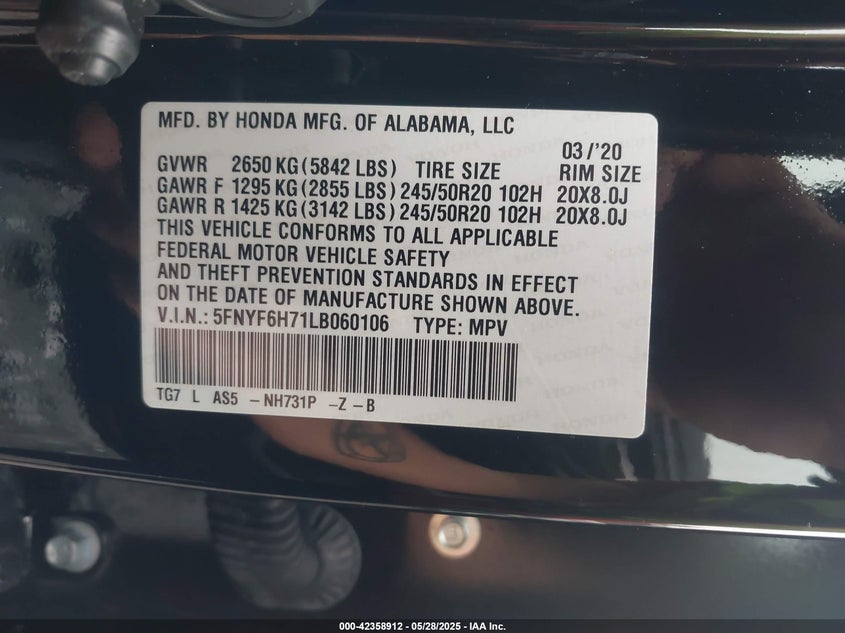 MFD. BY HONDA MFG. OF ALABAMA, LLC
03/'20
GVWR 2650 KG (5842 LBS) TIRE SIZE RIM SIZE
GAWR F 1295 KG (2855 LBS) 245/50R20 102H 20X8.0J
GAWR R 1425 KG (3142 LBS) 245/50R20 102H 20X8.0J
THIS VEHICLE CONFORMS TO ALL APPLICABLE
FEDERAL MOTOR VEHICLE SAFETY
AND THEFT PREVENTION STANDARDS IN EFFECT
ON THE DATE OF MANUFACTURE SHOWN ABOVE.
V.I.N.: 5FNYF6H71LB060106 TYPE: MPV
TG7 L AS5 -NH731P -Z -B
000-42358912 - 05/28/2025 - IAA Inc.